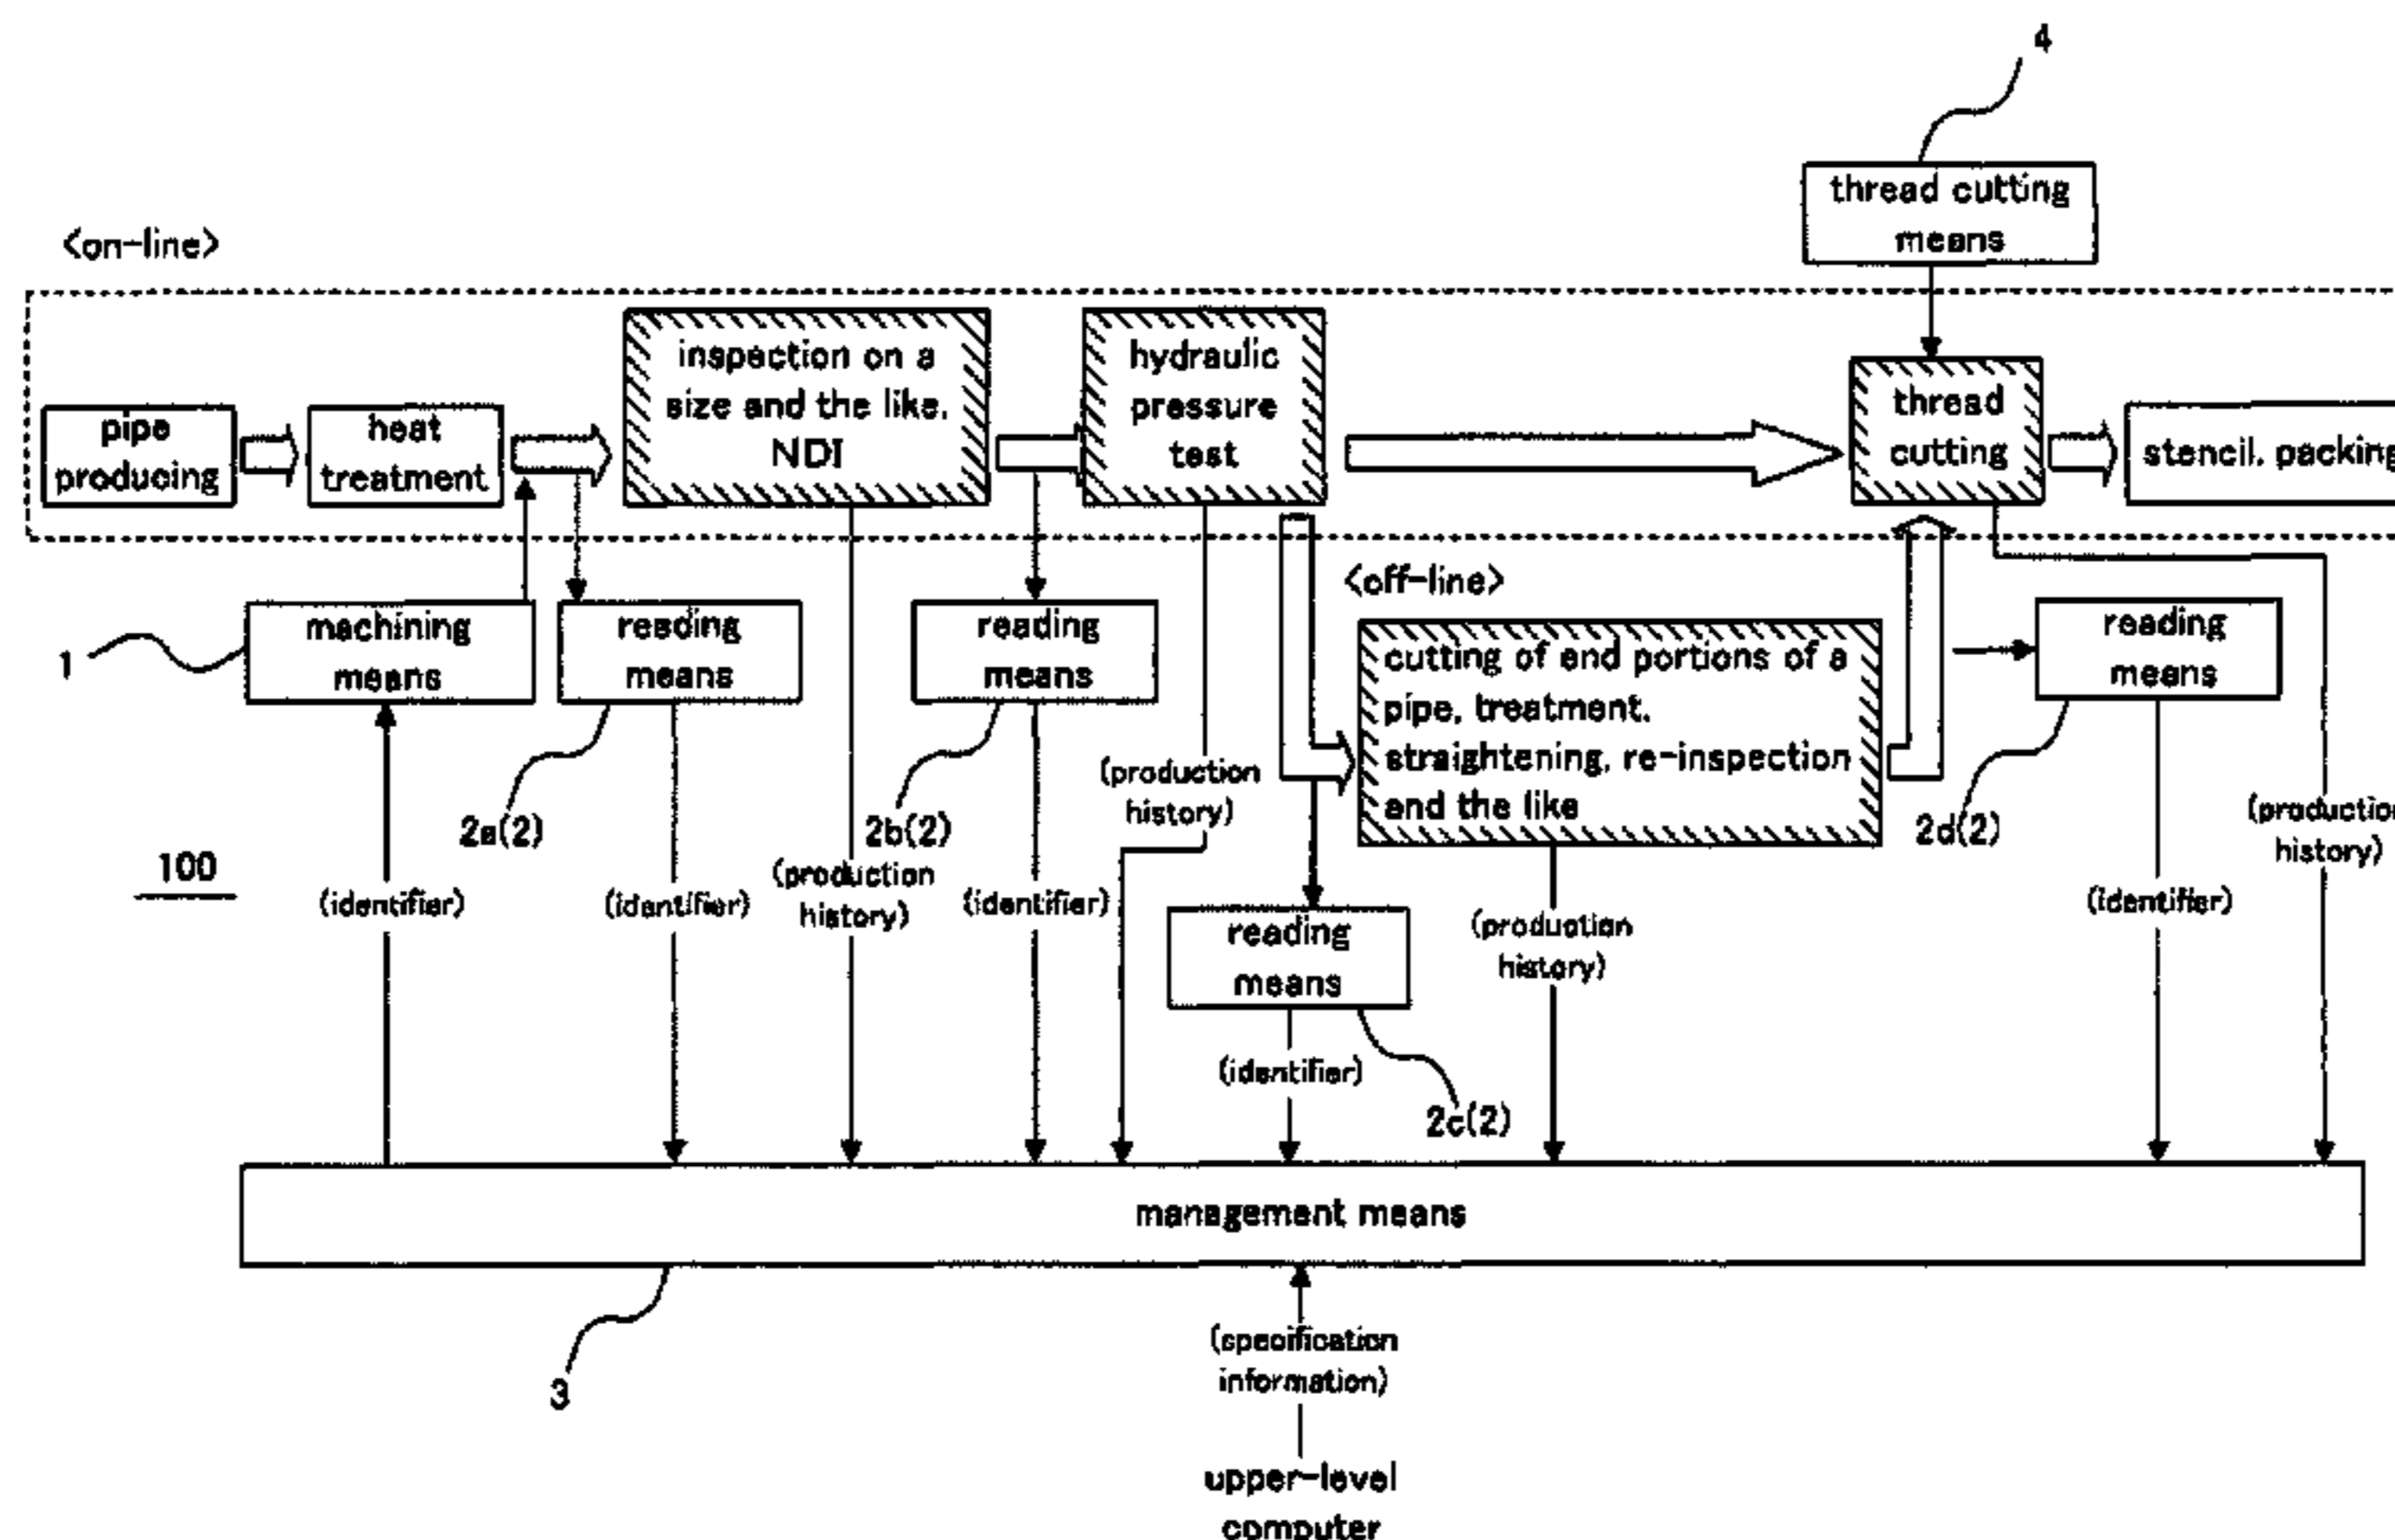 4
thread cutting
means
<on-line>
pipe
producing
heat
treatment
inspection on a
size and the like,
NDI
hydraulic
pressure
test
thread
cutting
stencil, packing
<off-line>
1
machining
means
reading
means
reading
means
cutting of end portions of a
pipe, treatment,
straightening, re-inspection
and the like
reading
means
2a(2)
2b(2)
2d(2)
100
(identifier)
(identifier)
(production
history)
(identifier)
(production
history)
reading
means
(production
history)
(identifier)
(production
history)
(identifier)
2c(2)
management means
3
(specification
information)
upper-level
computer